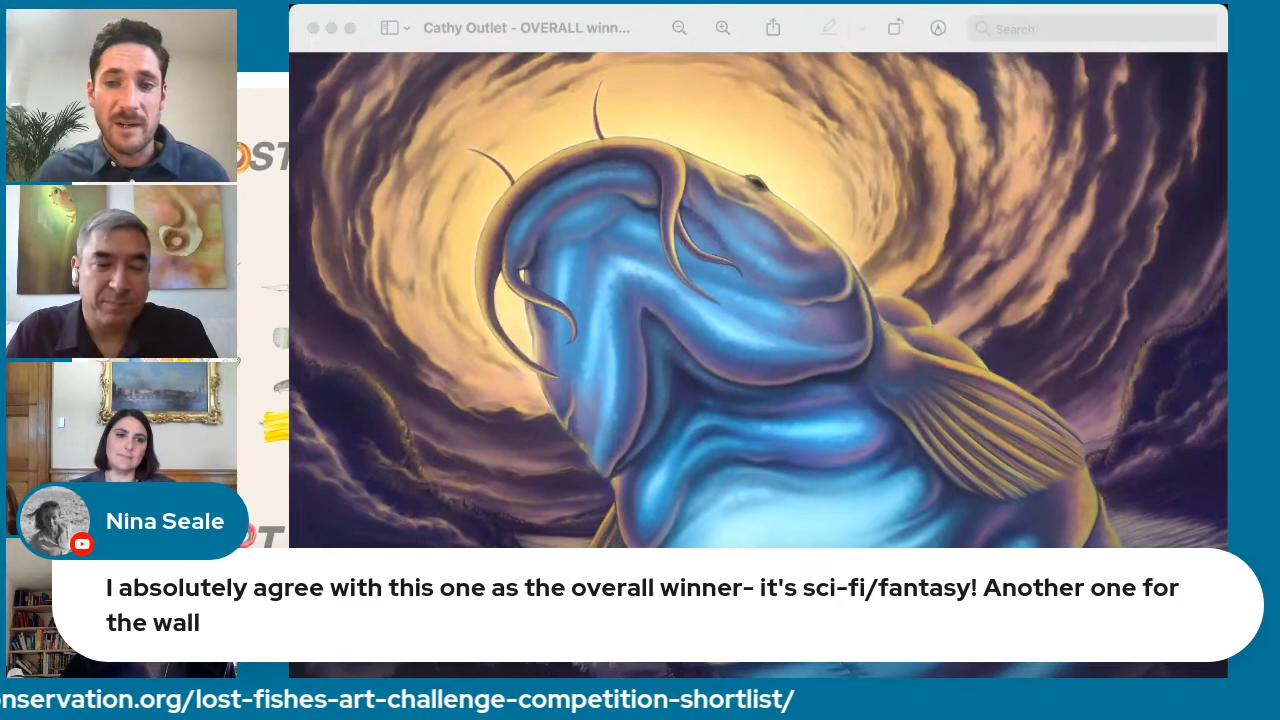 Cathy Outlet - OVERALL winn...
Search
OST
Nina Seale
I absolutely agree with this one as the overall winner- it's sci-fi/fantasy! Another one for
the wall
nservation.org/lost-fishes-art-challenge-competition-shortlist/